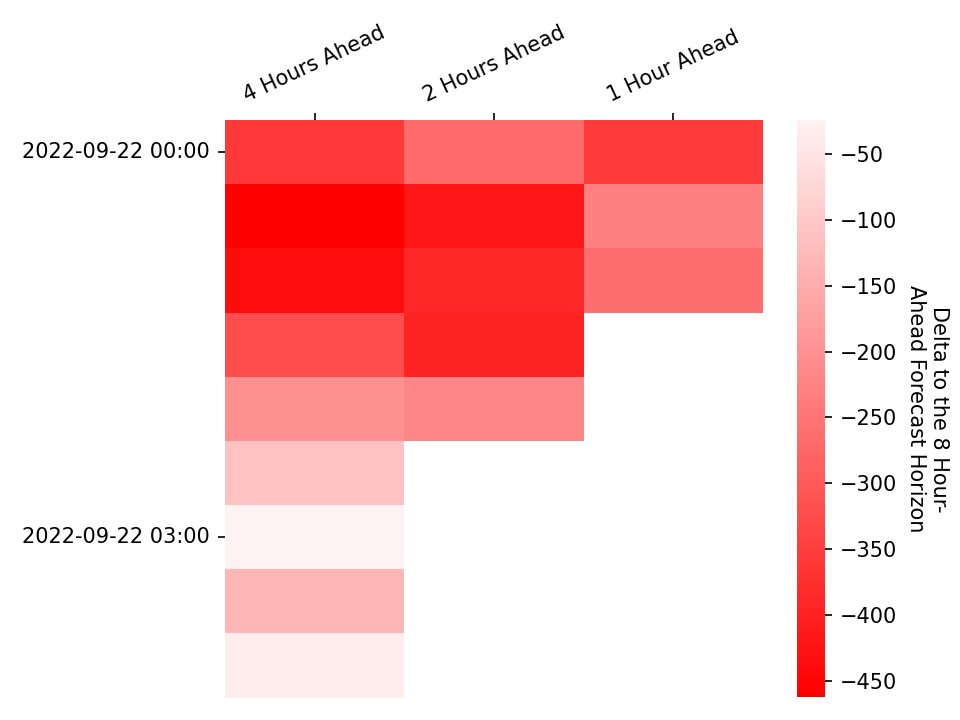 4 Hours Ahead
2 Hours Ahead
1 Hour Ahead
2022-09-22 00:00
2022-09-22 03:00
−50
−100
−150
−200
−250
−300
−350
−400
−450
Delta to the 8 Hour-
Ahead Forecast Horizon